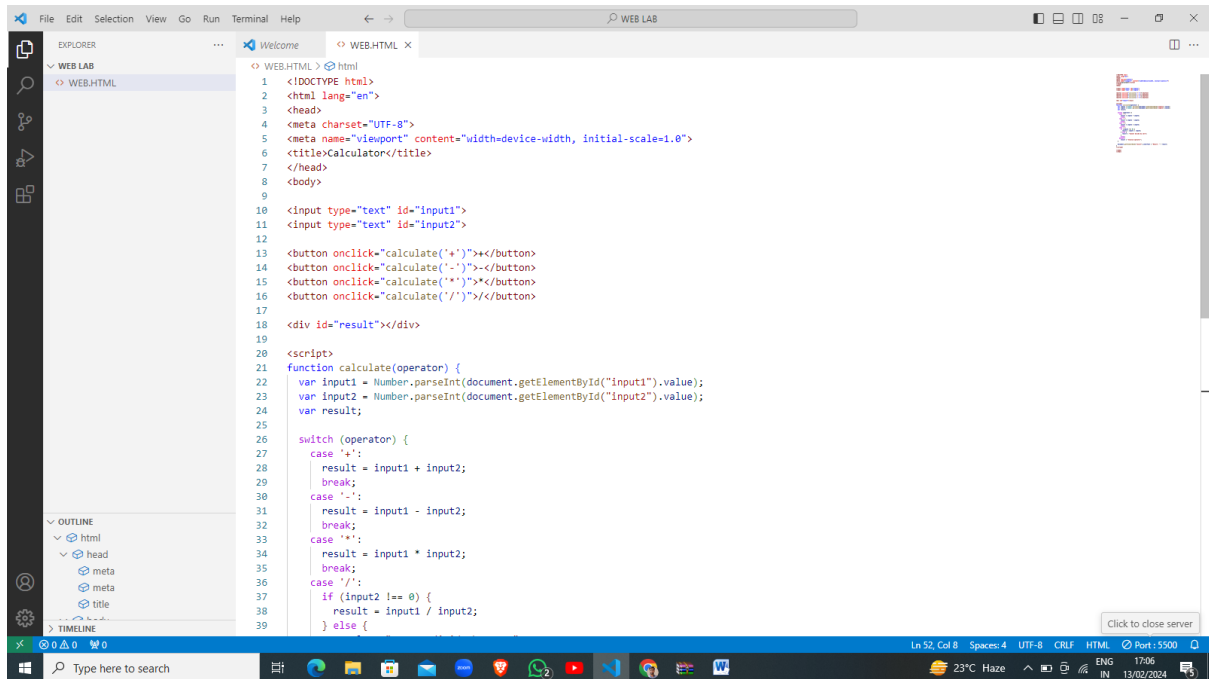 File Edit Selection View Go Run Terminal Help
WEB LAB
EXPLORER
WEB LAB
WEB.HTML
Welcome
WEB.HTML
WEB.HTML > html
1 <!DOCTYPE html>
2 <html lang="en">
3 <head>
4 <meta charset="UTF-8">
5 <meta name="viewport" content="width=device-width, initial-scale=1.0">
6 <title>Calculator</title>
7 </head>
8 <body>
9
10 <input type="text" id="input1">
11 <input type="text" id="input2">
12
13 <button onclick="calculate('+')">+</button>
14 <button onclick="calculate('-')">-</button>
15 <button onclick="calculate('*')">*</button>
16 <button onclick="calculate('/')">/</button>
17
18 <div id="result"></div>
19
20 <script>
21 function calculate(operator) {
22 var input1 = Number.parseInt(document.getElementById("input1").value);
23 var input2 = Number.parseInt(document.getElementById("input2").value);
24 var result;
25
26 switch (operator) {
27 case '+':
28 result = input1 + input2;
29 break;
30 case '-':
31 result = input1 - input2;
32 break;
33 case '*':
34 result = input1 * input2;
35 break;
36 case '/':
37 if (input2 !== 0) {
38 result = input1 / input2;
39 } else {
OUTLINE
html
head
meta
meta
title
TIMELINE
Click to close server
0 0 0
Ln 52, Col 8 Spaces: 4 UTF-8 CRLF HTML Port : 5500
Type here to search
zoom
2
W
23°C Haze
ENG
IN
17:06
13/02/2024
5